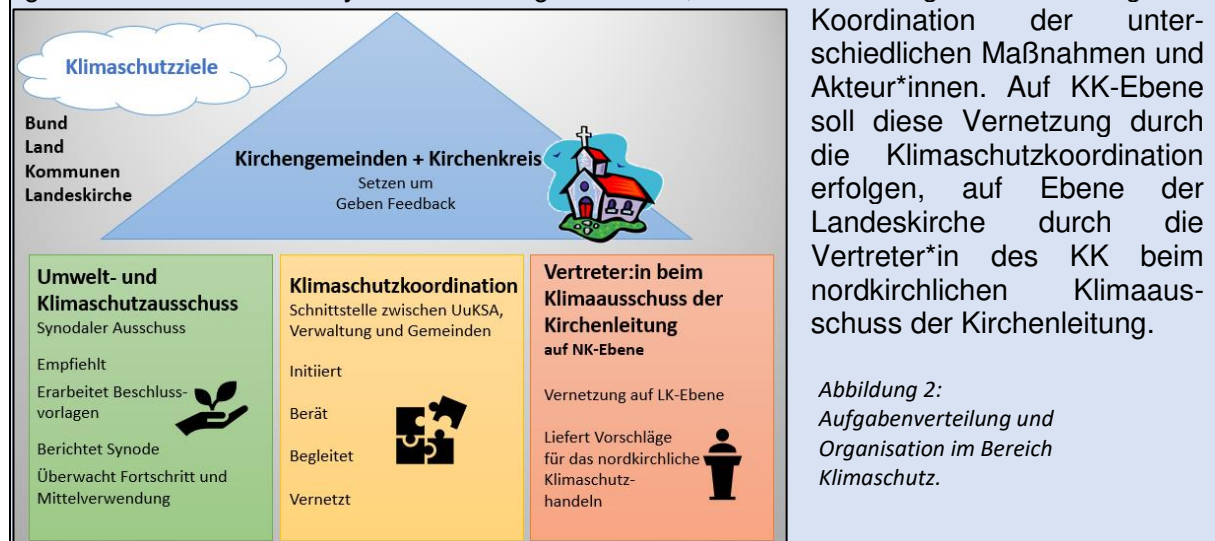 Klimaschutzziele
Bund
Land
Kommunen
Landeskirche
Kirchengemeinden + Kirchenkreis
Setzen um
Geben Feedback
Umwelt- und
Klimaschutzausschuss
Synodaler Ausschuss
Empfiehlt
Erarbeitet Beschluss-
vorlagen
Berichtet Synode
Überwacht Fortschritt und
Mittelverwendung
Klimaschutzkoordination
Schnittstelle zwischen UuKSA,
Verwaltung und Gemeinden
Initiiert
Berät
Begleitet
Vernetzt
Vertreter:in beim
Klimaausschuss der
Kirchenleitung
auf NK-Ebene
Vernetzung auf LK-Ebene
Liefert Vorschläge
für das nordkirchliche
Klimaschutz-
handeln
Koordination der unter-
schiedlichen Maßnahmen und
Akteur*innen. Auf KK-Ebene
soll diese Vernetzung durch
die Klimaschutzkoordination
erfolgen, auf Ebene der
Landeskirche durch die
Vertreter*in des KK beim
nordkirchlichen Klimaaus-
schuss der Kirchenleitung.
Abbildung 2:
Aufgabenverteilung und
Organisation im Bereich
Klimaschutz.